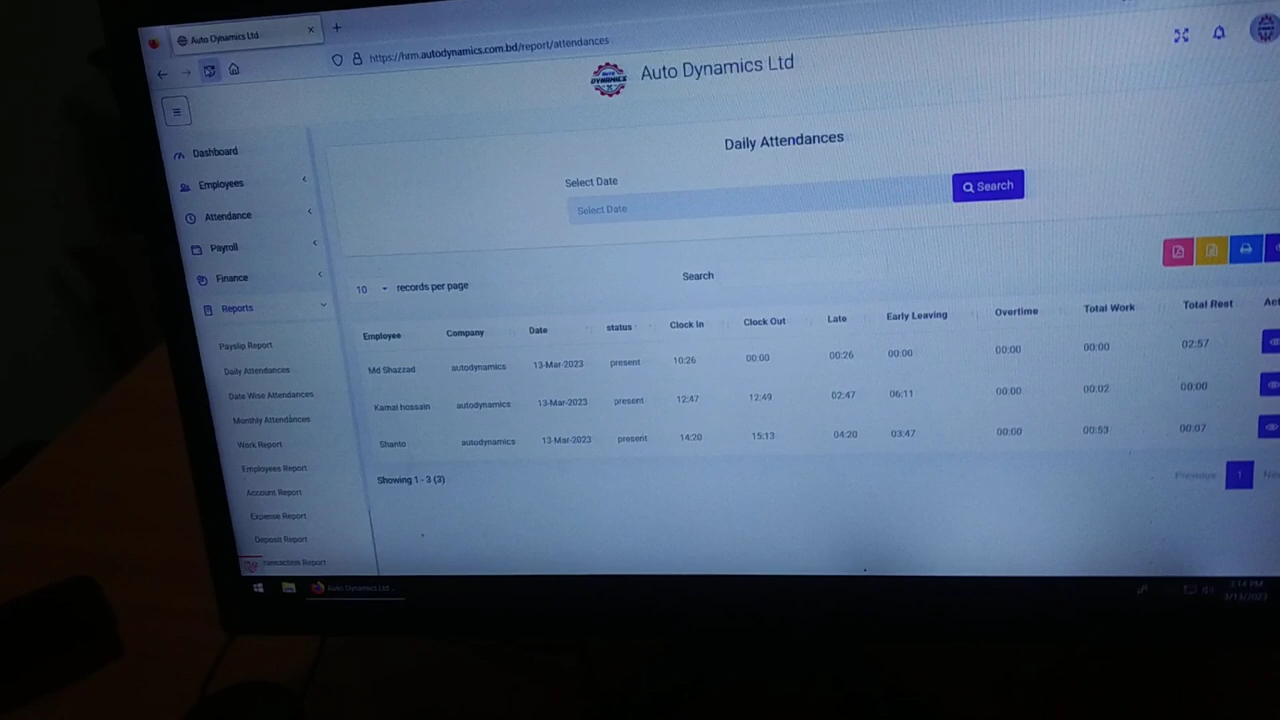 Auto Dynamics Ltd
https://hrm.autodynamics.com.bd/report/attendances
AUTO DYNAMICS
Auto Dynamics Ltd
Dashboard
Employees
Attendance
Payroll
Finance
Reports
Payslip Report
Daily Attendances
Date Wise Attendances
Monthly Attendances
Work Report
Employees Report
Account Report
Expense Report
Deposit Report
Report
Daily Attendances
Select Date
Select Date
Search
10 records per page
Search
Employee Company Date status Clock In Clock Out Late Early Leaving Overtime Total Work Total Rest
Md Shazzad autodynamics 13-Mar-2023 present 10:26 00:00 00:26 00:00 00:00 00:00 02:57
Kamal hossain autodynamics 13-Mar-2023 present 12:47 12:49 02:47 06:11 00:00 00:02 00:00
Shanto autodynamics 13-Mar-2023 present 14:20 15:13 04:20 03:47 00:00 00:53 00:07
Showing 1 - 3 (3)
Previous 1
Auto Dynamics Ltd ...
3:14 PM
3/13/2023